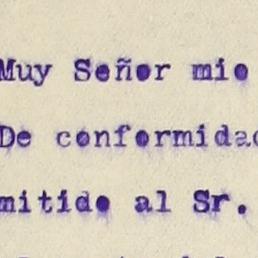 Muy Señor mio
De conformidad
mitido al Sr.